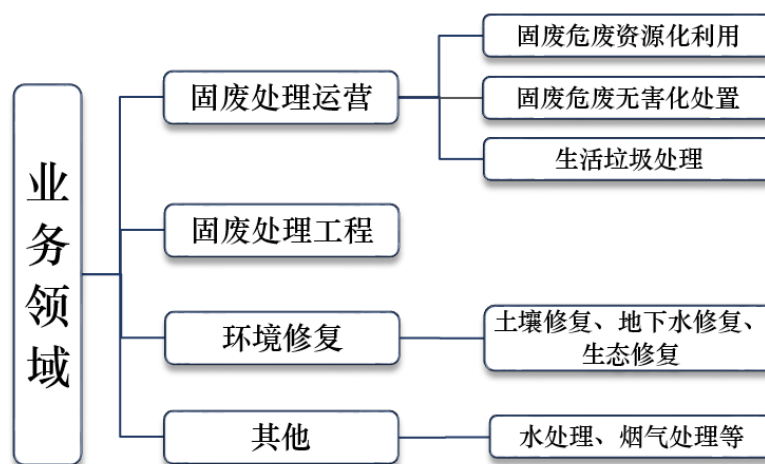 业务领域
固废处理运营
固废危废资源化利用
固废危废无害化处置
生活垃圾处理
固废处理工程
环境修复
土壤修复、地下水修复、
生态修复
其他
水处理、烟气处理等